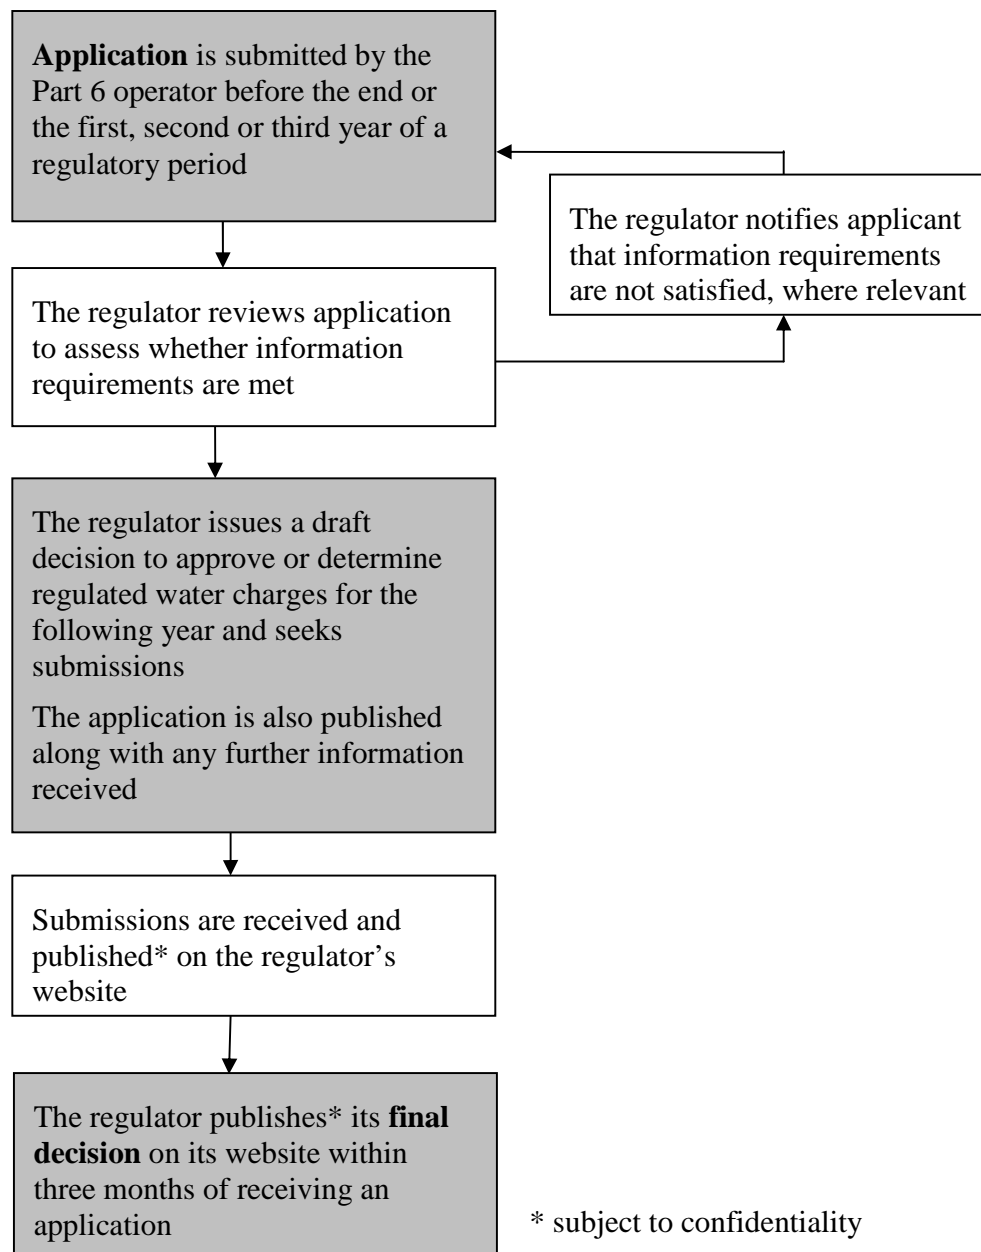 Application is submitted by the
Part 6 operator before the end or
the first, second or third year of a
regulatory period
The regulator notifies applicant
that information requirements
are not satisfied, where relevant
The regulator reviews application
to assess whether information
requirements are met
The regulator issues a draft
decision to approve or determine
regulated water charges for the
following year and seeks
submissions
The application is also published
along with any further information
received
Submissions are received and
published* on the regulator’s
website
The regulator publishes* its final
decision on its website within
three months of receiving an
application
* subject to confidentiality